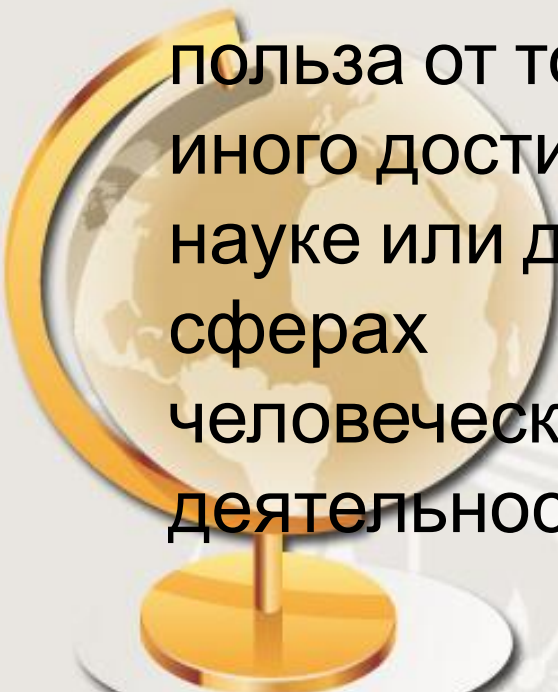 польза от то
иного дости
науке или д
сферах
человеческ
деятельнос